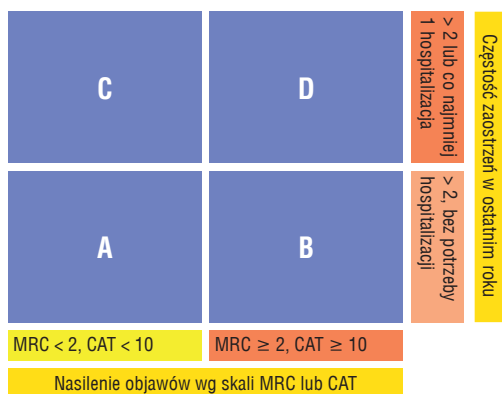 C
D
> 2 lub co najmniej
1 hospitalizacja
Częstość zaostrzeń w ostatnim roku
A
B
> 2, bez potrzeby
hospitalizacji
MRC < 2, CAT < 10
MRC ≥ 2, CAT ≥ 10
Nasilenie objawów wg skali MRC lub CAT